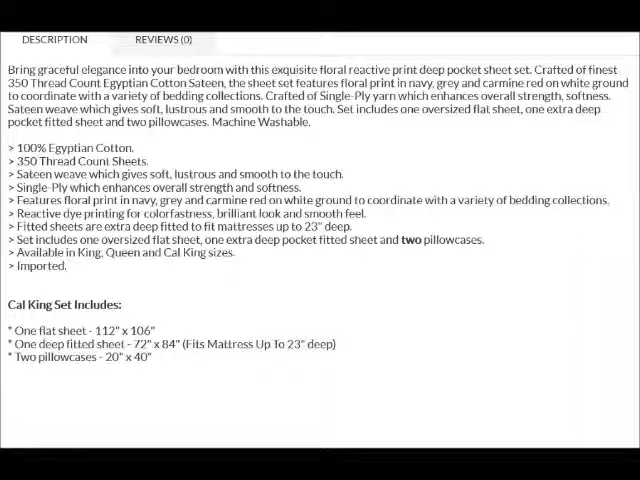 DESCRIPTION REVIEWS (0)
Bring graceful elegance into your bedroom with this exquisite floral reactive print deep pocket sheet set. Crafted of finest
350 Thread Count Egyptian Cotton Sateen, the sheet set features floral print in navy, grey and carmine red on white ground
to coordinate with a variety of bedding collections. Crafted of Single-Ply yarn which enhances overall strength, softness.
Sateen weave which gives soft, lustrous and smooth to the touch. Set includes one oversized flat sheet, one extra deep
pocket fitted sheet and two pillowcases. Machine Washable.
> 100% Egyptian Cotton.
> 350 Thread Count Sheets.
> Sateen weave which gives soft, lustrous and smooth to the touch.
> Single-Ply which enhances overall strength and softness.
> Features floral print in navy, grey and carmine red on white ground to coordinate with a variety of bedding collections.
> Reactive dye printing for colorfastness, brilliant look and smooth feel.
> Fitted sheets are extra deep fitted to fit mattresses up to 23" deep.
> Set includes one oversized flat sheet, one extra deep pocket fitted sheet and two pillowcases.
> Available in King, Queen and Cal King sizes.
> Imported.
Cal King Set Includes:
* One flat sheet - 112" x 106"
* One deep fitted sheet - 72" x 84" (Fits Mattress Up To 23" deep)
* Two pillowcases - 20" x 40"